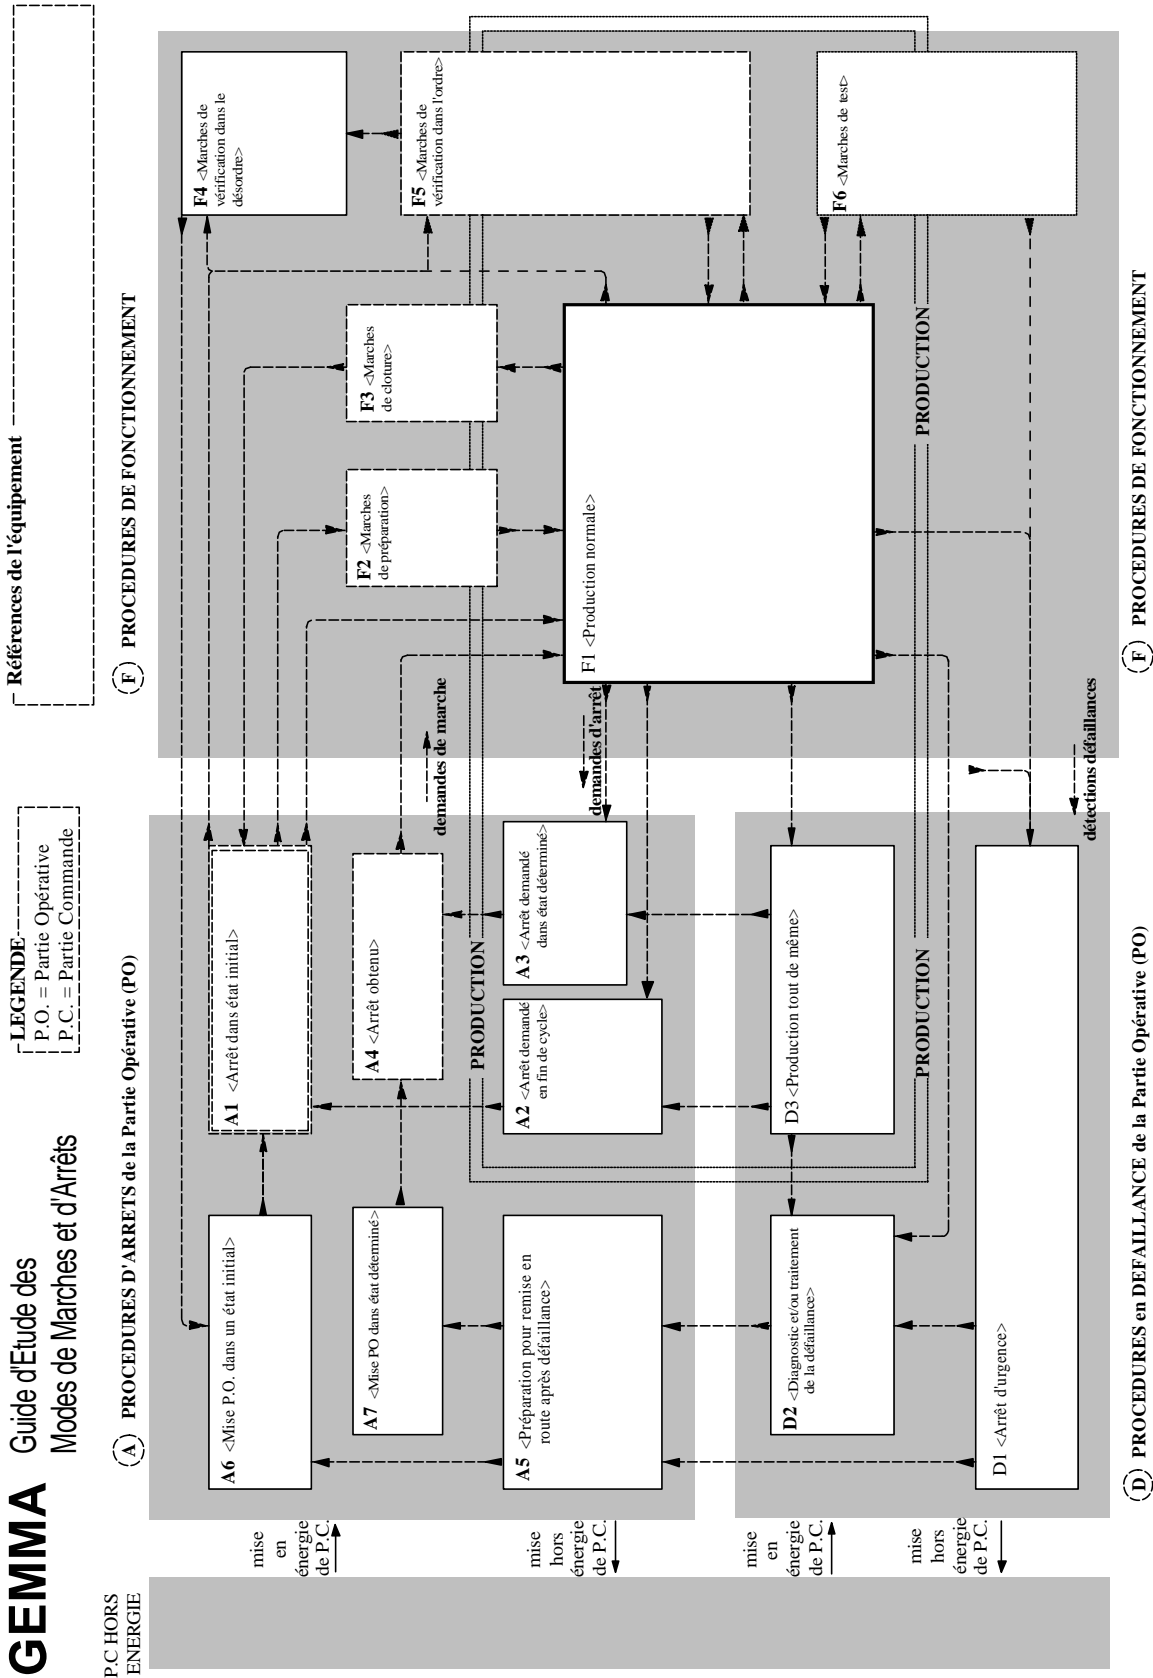 GEMMA
Guide d'Etude des
Modes de Marches et d'Arrêts
LEGENDE
P.O. = Partie Opérative
P.C. = Partie Commande
Références de l'équipement
P.C HORS
ENERGIE
A PROCEDURES D'ARRETS de la Partie Opérative (PO)
F PROCEDURES DE FONCTIONNEMENT
mise
en
énergie
de P.C.
A6 <Mise P.O. dans un état initial>
A1 <Arrêt dans état initial>
F4 <Marches de
vérification dans le
désordre>
A7 <Mise PO dans état déterminé>
A4 <Arrêt obtenu>
F2 <Marches
de préparation>
F3 <Marches
de cloture>
F5 <Marches de
vérification dans l'ordre>
demandes de marche
PRODUCTION
mise
hors
énergie
de P.C.
A5 <Préparation pour remise en
route après défaillance>
A2 <Arrêt demandé
en fin de cycle>
A3 <Arrêt demandé
dans état déterminé>
demandes d'arrêt
F1 <Production normale>
mise
en
énergie
de P.C.
D2 <Diagnostic et/ou traitement
de la défaillance>
D3 <Production tout de même>
F6 <Marches de test>
PRODUCTION
PRODUCTION
mise
hors
énergie
de P.C.
D1 <Arrêt d'urgence>
détections défaillances
D PROCEDURES en DEFAILLANCE de la Partie Opérative (PO)
F PROCEDURES DE FONCTIONNEMENT